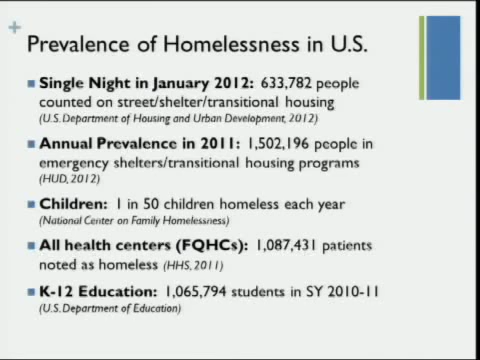 +
Prevalence of Homelessness in U.S.
Single Night in January 2012: 633,782 people
counted on street/shelter/transitional housing
(U.S. Department of Housing and Urban Development, 2012)
Annual Prevalence in 2011: 1,502,196 people in
emergency shelters/transitional housing programs
(HUD, 2012)
Children: 1 in 50 children homeless each year
(National Center on Family Homelessness)
All health centers (FQHCs): 1,087,431 patients
noted as homeless (HHS, 2011)
K-12 Education: 1,065,794 students in SY 2010-11
(U.S. Department of Education)